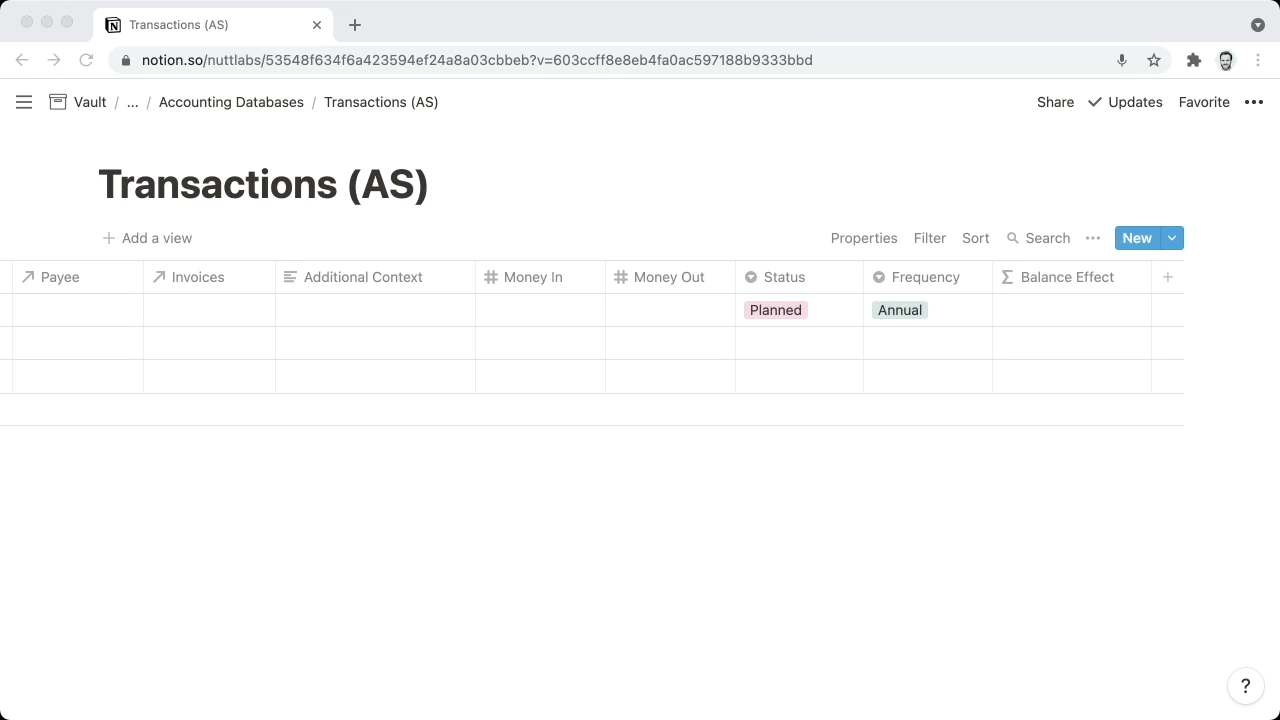 Transactions (AS)
notion.so/nuttlabs/53548f634f6a423594ef24a8a03cbbeb?v=603ccff8e8eb4fa0ac597188b9333bbd
Vault / ... / Accounting Databases / Transactions (AS) Share Updates Favorite
Transactions (AS)
Add a view Properties Filter Sort Search New
Payee Invoices Additional Context Money In Money Out Status Frequency Balance Effect
Planned Annual
?